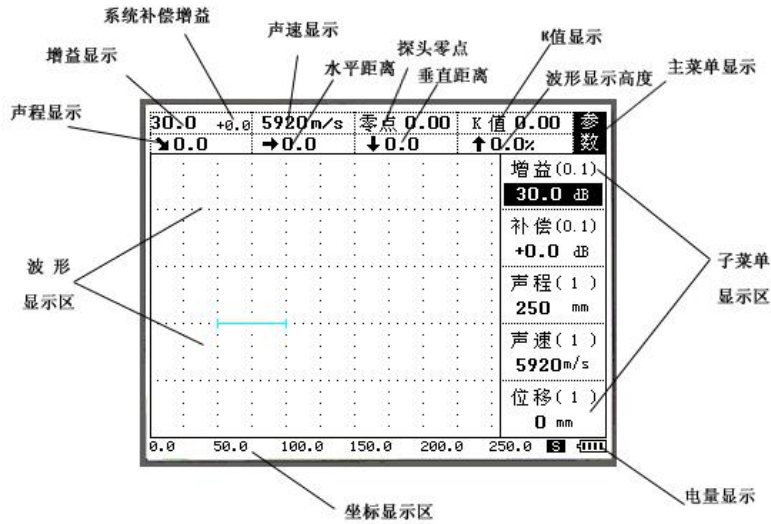 系统补偿增益
声速显示
增益显示
水平距离
探头零点
垂直距离
K值显示
波形显示高度
主菜单显示
声程显示
30.0 +0.0 5920m/s 零点 0.00 K 值 0.00 参数
↘0.0 →0.0 ↓0.0 ↑0.0%
增益(0.1)
30.0 dB
补偿(0.1)
+0.0 dB
声程( 1 )
250 mm
声速( 1 )
5920m/s
位移( 1 )
0 mm
波 形
显示区
子菜单
显示区
0.0 50.0 100.0 150.0 200.0 250.0 S
坐标显示区
电量显示